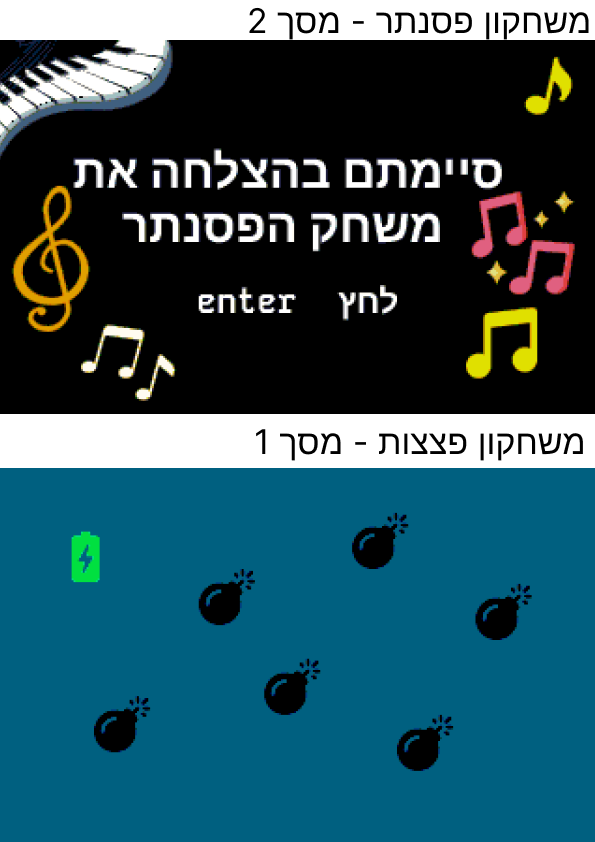 משחקון פסנתר - מסך 2
סיימתם בהצלחה את
משחק הפסנתר
לחץ enter
משחקון פצצות - מסך 1